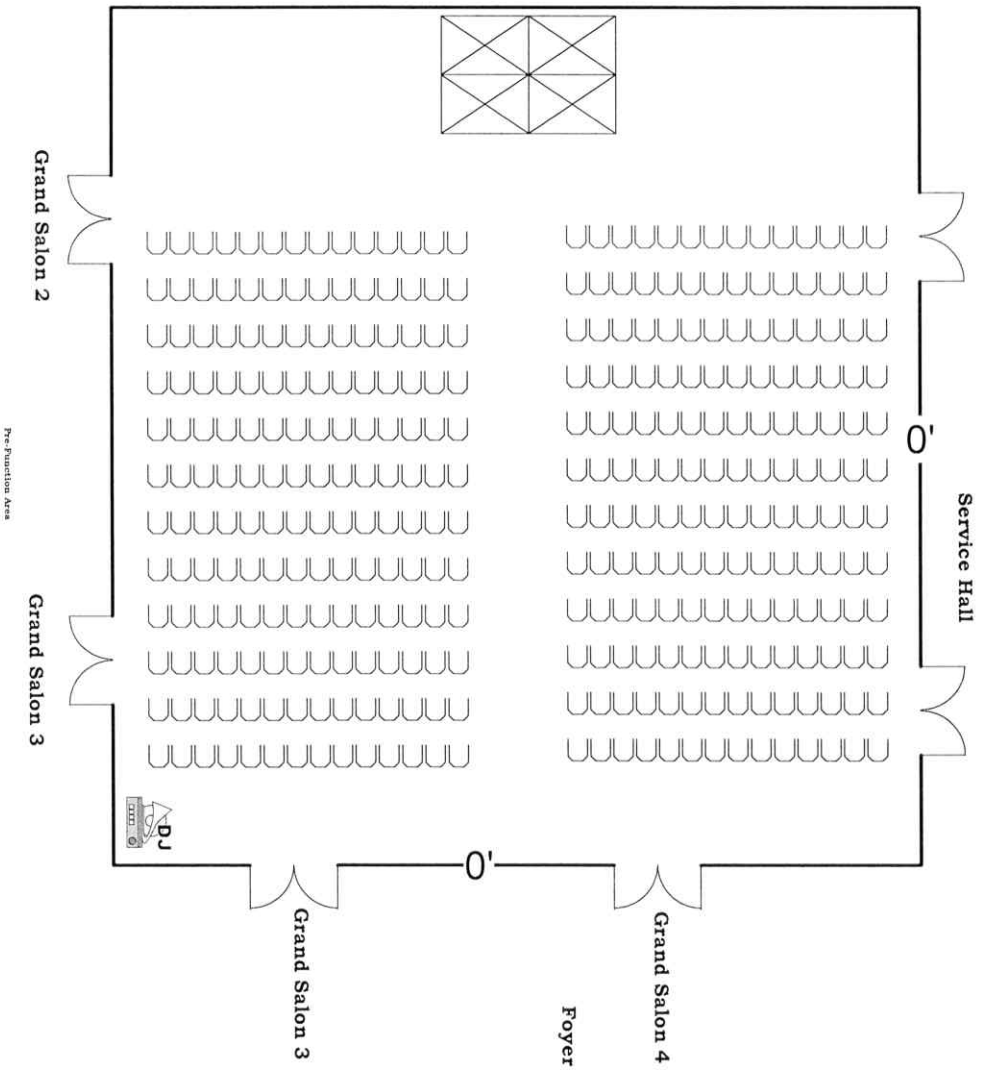 Grand Salon 2
0'
Pre-Function Area
Service Hall
Grand Salon 3
DJ
0'
Grand Salon 3
Grand Salon 4
Foyer